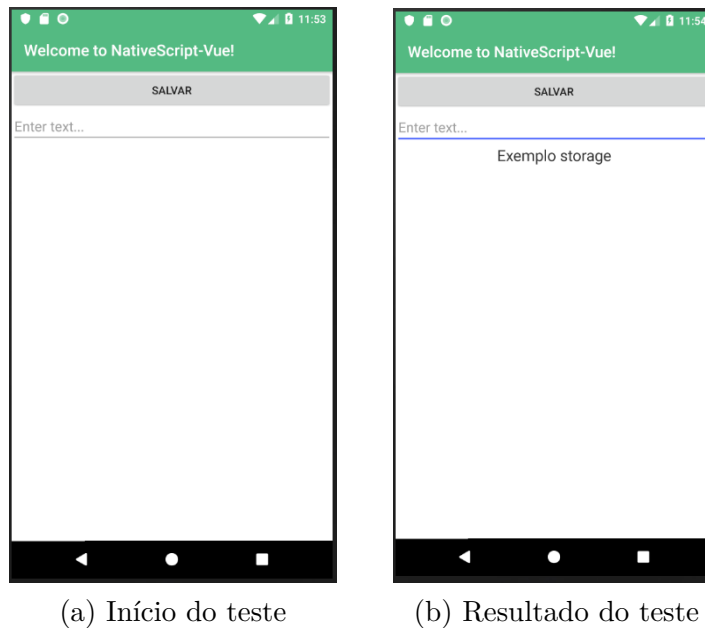 11:53
Welcome to NativeScript-Vue!
SALVAR
Enter text...
(a) Início do teste
11:54
Welcome to NativeScript-Vue!
SALVAR
Enter text...
Exemplo storage
(b) Resultado do teste